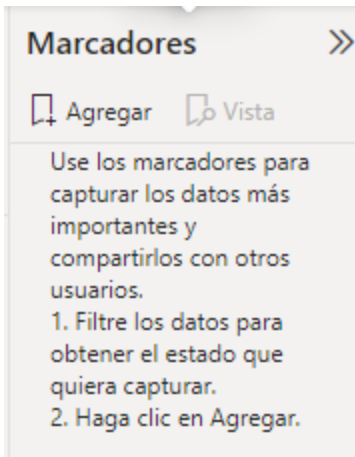 Marcadores
Agregar Vista
Use los marcadores para
capturar los datos más
importantes y
compartirlos con otros
usuarios.
1. Filtre los datos para
obtener el estado que
quiera capturar.
2. Haga clic en Agregar.